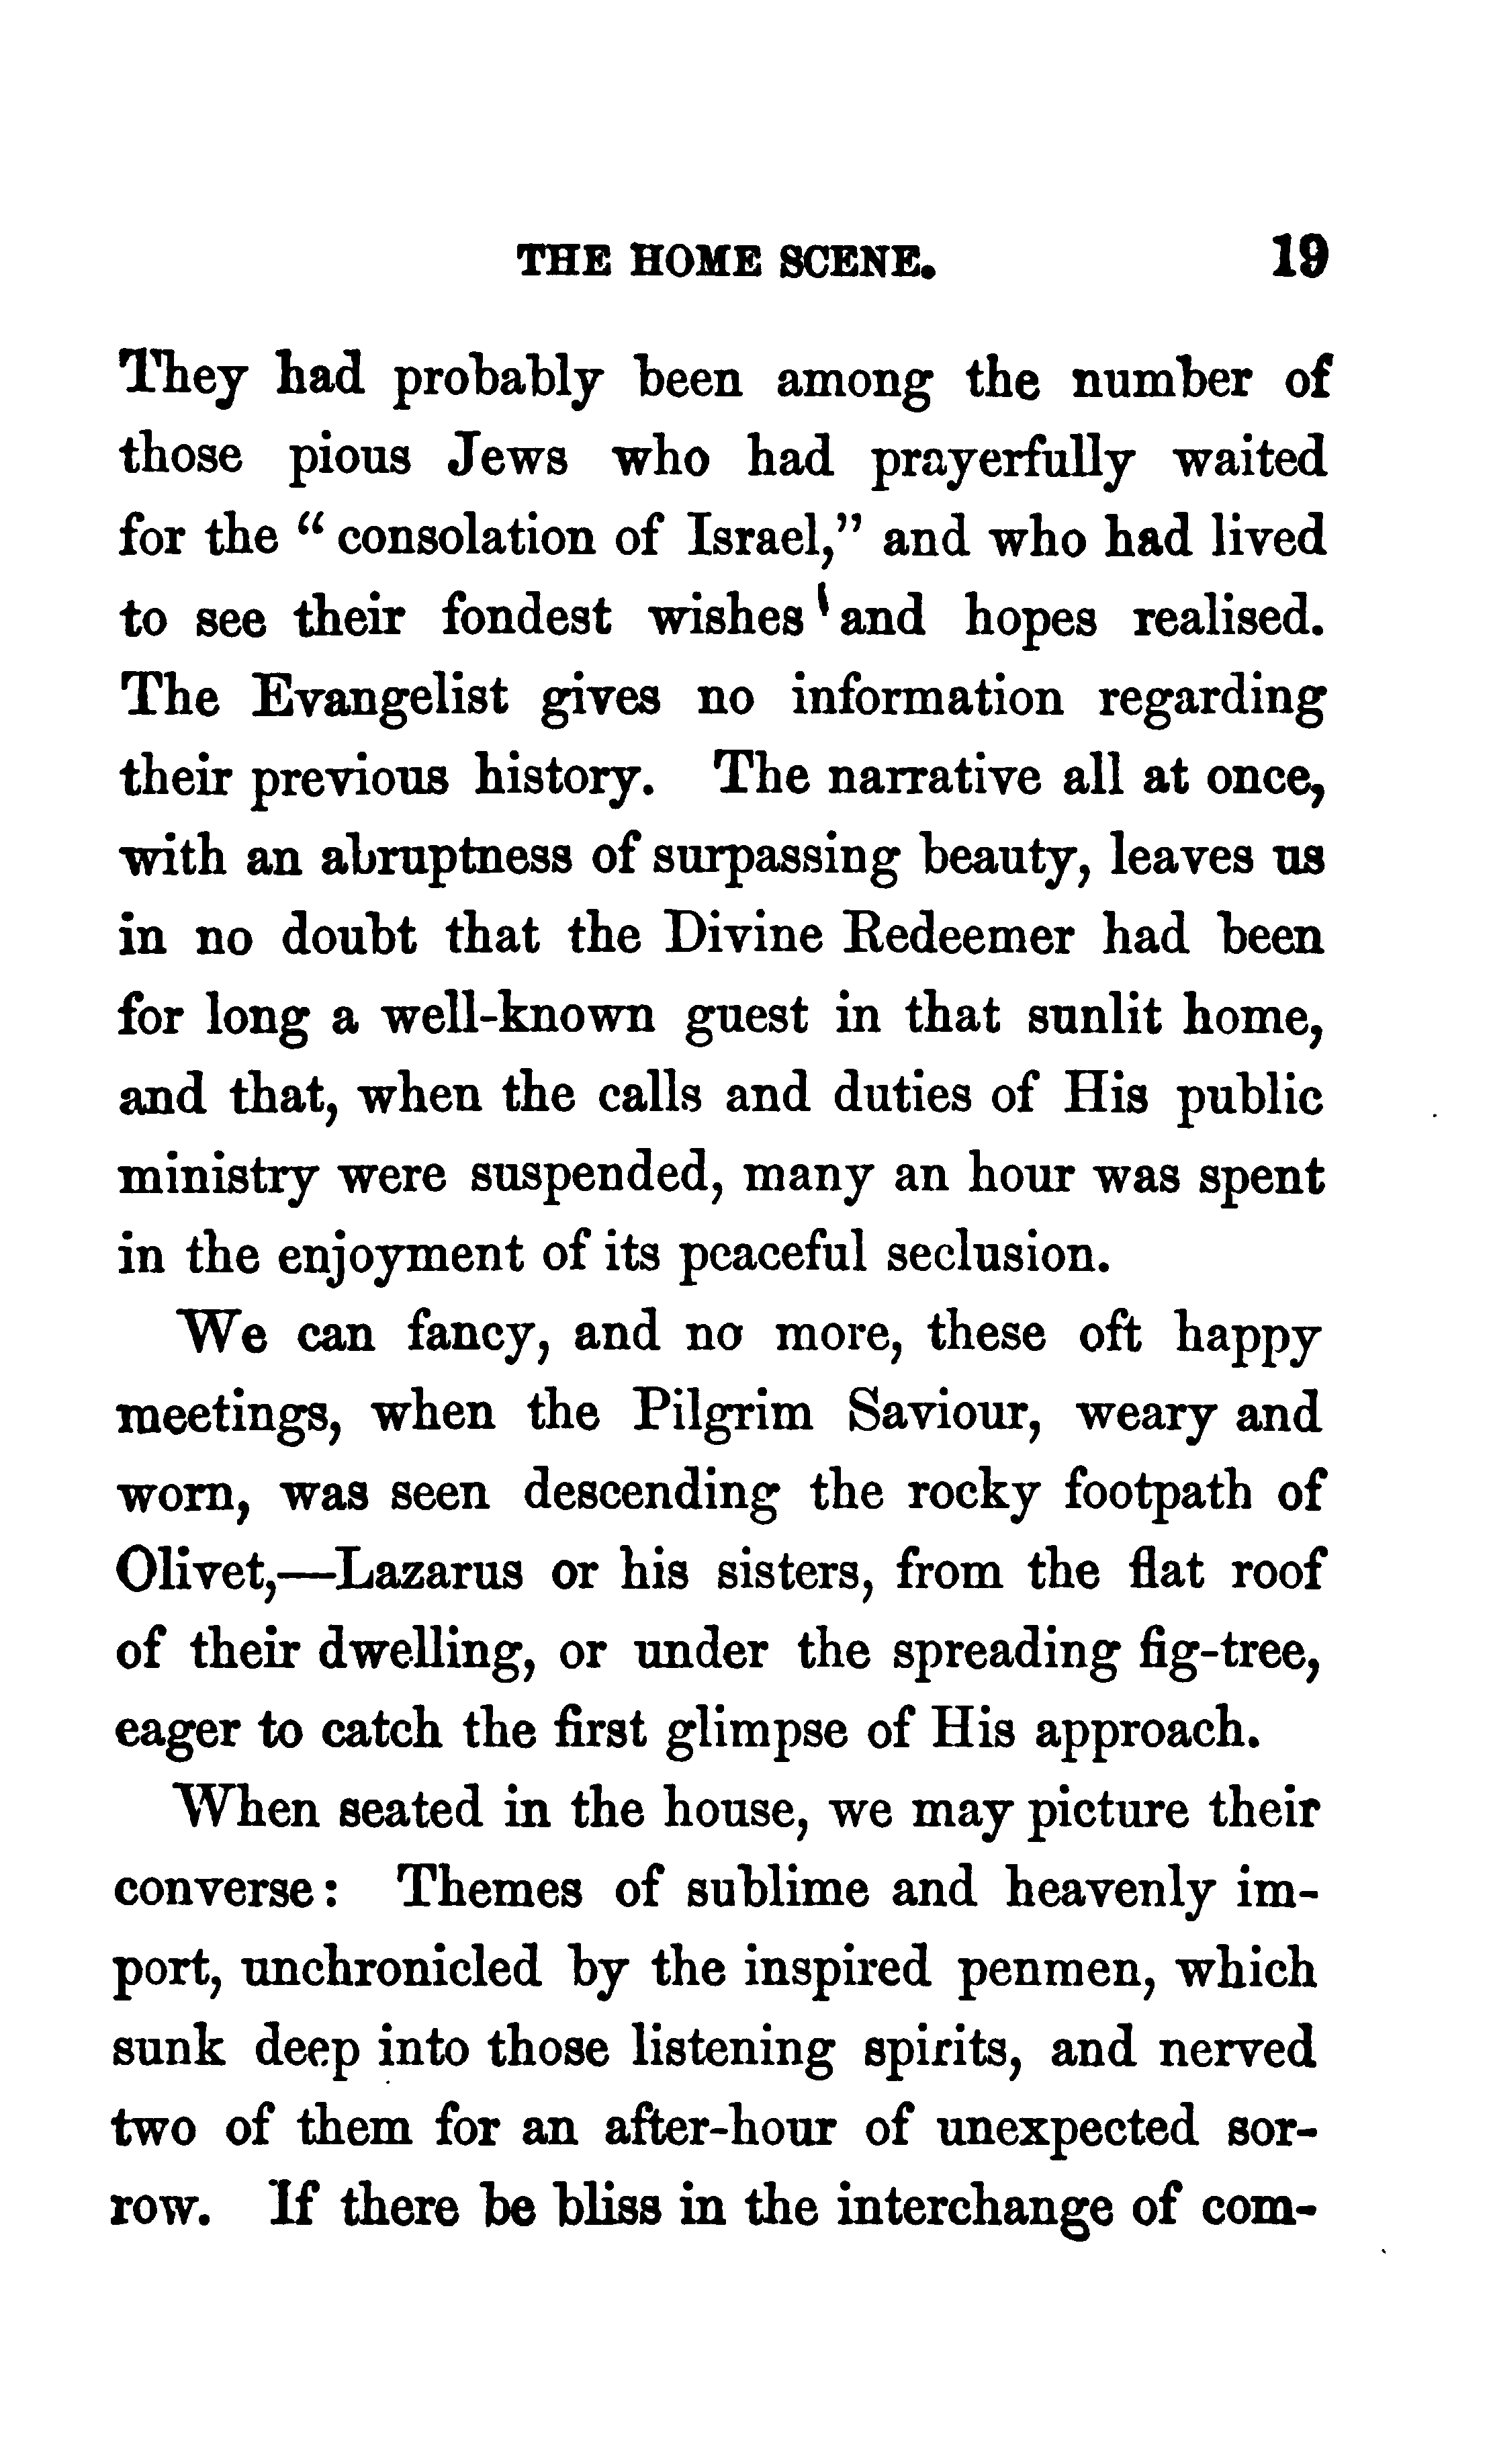 THE HOME SCENE. 19
They had probably been among the number of
those pious Jews who had prayerfully waited
for the “ consolation of Israel,” and who had lived
to see their fondest wishes and hopes realised.
The Evangelist gives no information regarding
their previous history. The narrative all at once,
with an abruptness of surpassing beauty, leaves us
in no doubt that the Divine Redeemer had been
for long a well-known guest in that sunlit home,
and that, when the calls and duties of His public
ministry were suspended, many an hour was spent
in the enjoyment of its peaceful seclusion.
We can fancy, and no more, these oft happy
meetings, when the Pilgrim Saviour, weary and
worn, was seen descending the rocky footpath of
Olivet,—Lazarus or his sisters, from the flat roof
of their dwelling, or under the spreading fig-tree,
eager to catch the first glimpse of His approach.
When seated in the house, we may picture their
converse: Themes of sublime and heavenly im-
port, unchronicled by the inspired penmen, which
sunk deep into those listening spirits, and nerved
two of them for an after-hour of unexpected sor-
row. If there be bliss in the interchange of com-